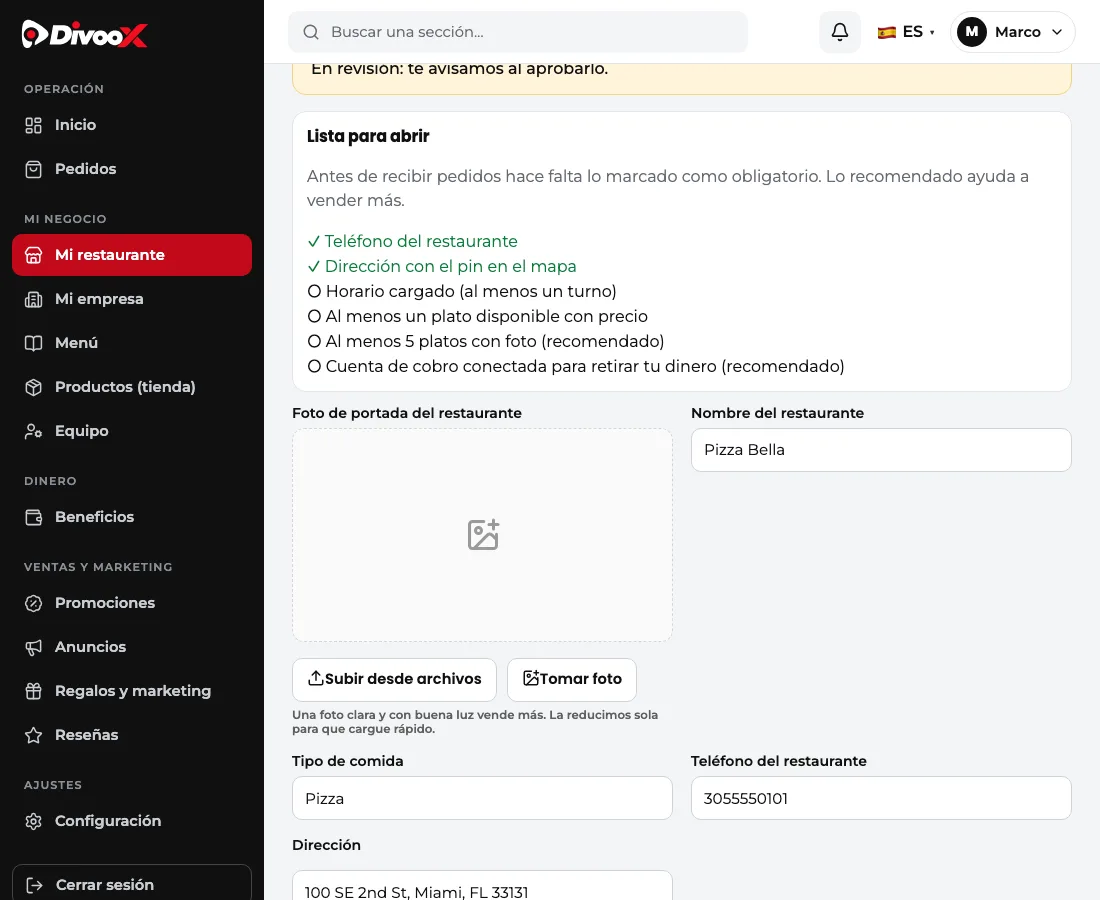 DivooX
Buscar una sección...
ES
M
Marco
OPERACIÓN
Inicio
Pedidos
MI NEGOCIO
Mi restaurante
Mi empresa
Menú
Productos (tienda)
Equipo
DINERO
Beneficios
VENTAS Y MARKETING
Promociones
Anuncios
Regalos y marketing
Reseñas
AJUSTES
Configuración
Cerrar sesión
En revisión: te avisamos al aprobarlo.
Lista para abrir
Antes de recibir pedidos hace falta lo marcado como obligatorio. Lo recomendado ayuda a
vender más.
✓ Teléfono del restaurante
✓ Dirección con el pin en el mapa
O Horario cargado (al menos un turno)
O Al menos un plato disponible con precio
O Al menos 5 platos con foto (recomendado)
O Cuenta de cobro conectada para retirar tu dinero (recomendado)
Foto de portada del restaurante
Subir desde archivos
Tomar foto
Una foto clara y con buena luz vende más. La reducimos sola
para que cargue rápido.
Nombre del restaurante
Pizza Bella
Tipo de comida
Pizza
Teléfono del restaurante
3055550101
Dirección
100 SE 2nd St, Miami, FL 33131